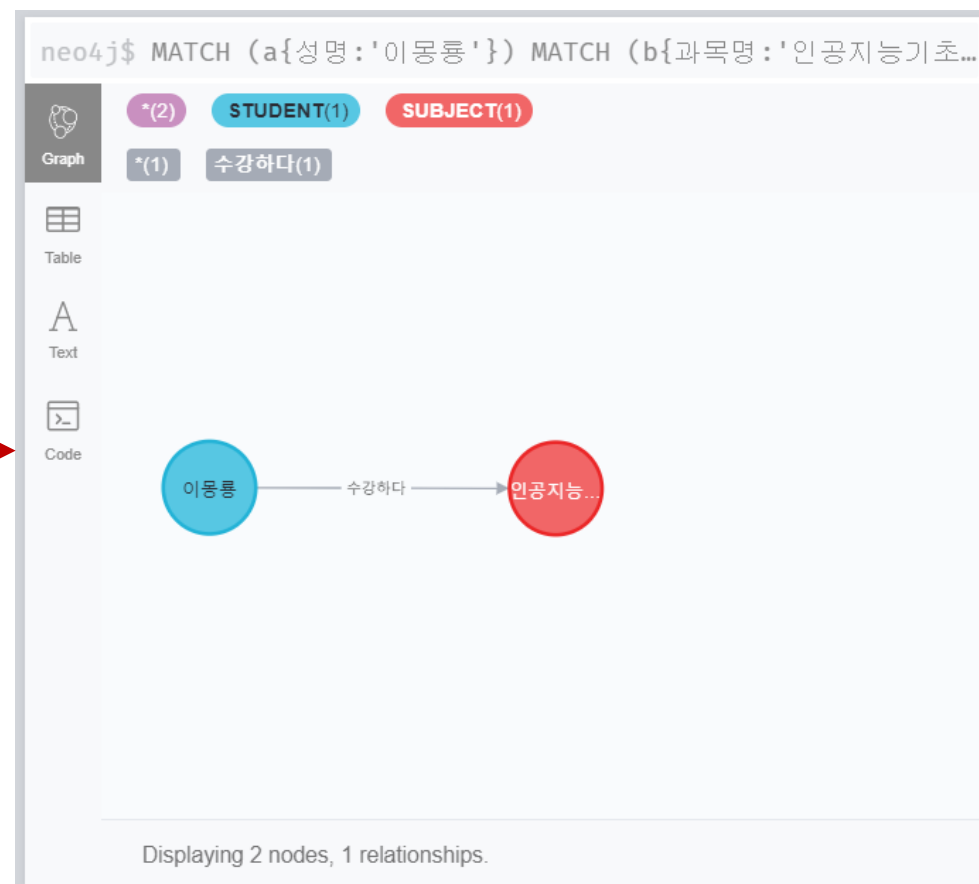 neo4j$ MATCH (a{성명:'이몽룡'}) MATCH (b{과목명:'인공지능기초…
*(2) STUDENT(1) SUBJECT(1)
Graph
*(1) 수강하다(1)
Table
A
Text
Code
이몽룡 수강하다 인공지능...
Displaying 2 nodes, 1 relationships.